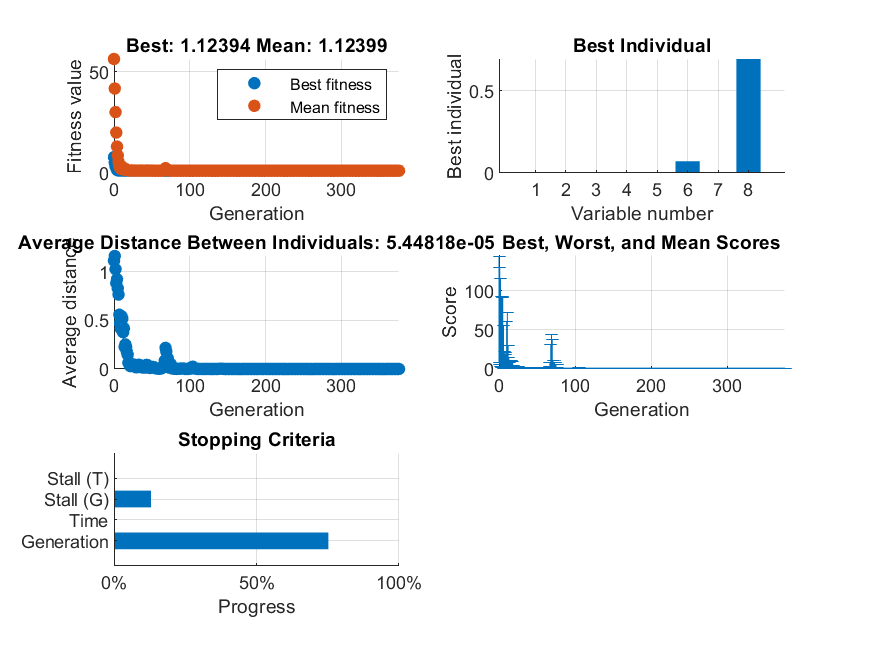 Best: 1.12394 Mean: 1.12399
Fitness value
50
0
0 100 200 300
Generation
Best fitness
Mean fitness
Best Individual
Best individual
0.5
0
1 2 3 4 5 6 7 8
Variable number
Average Distance Between Individuals: 5.44818e-05
Average distance
1
0.5
0
0 100 200 300
Generation
Best, Worst, and Mean Scores
Score
100
50
0
0 100 200 300
Generation
Stopping Criteria
Stall (T)
Stall (G)
Time
Generation
0% 50% 100%
Progress